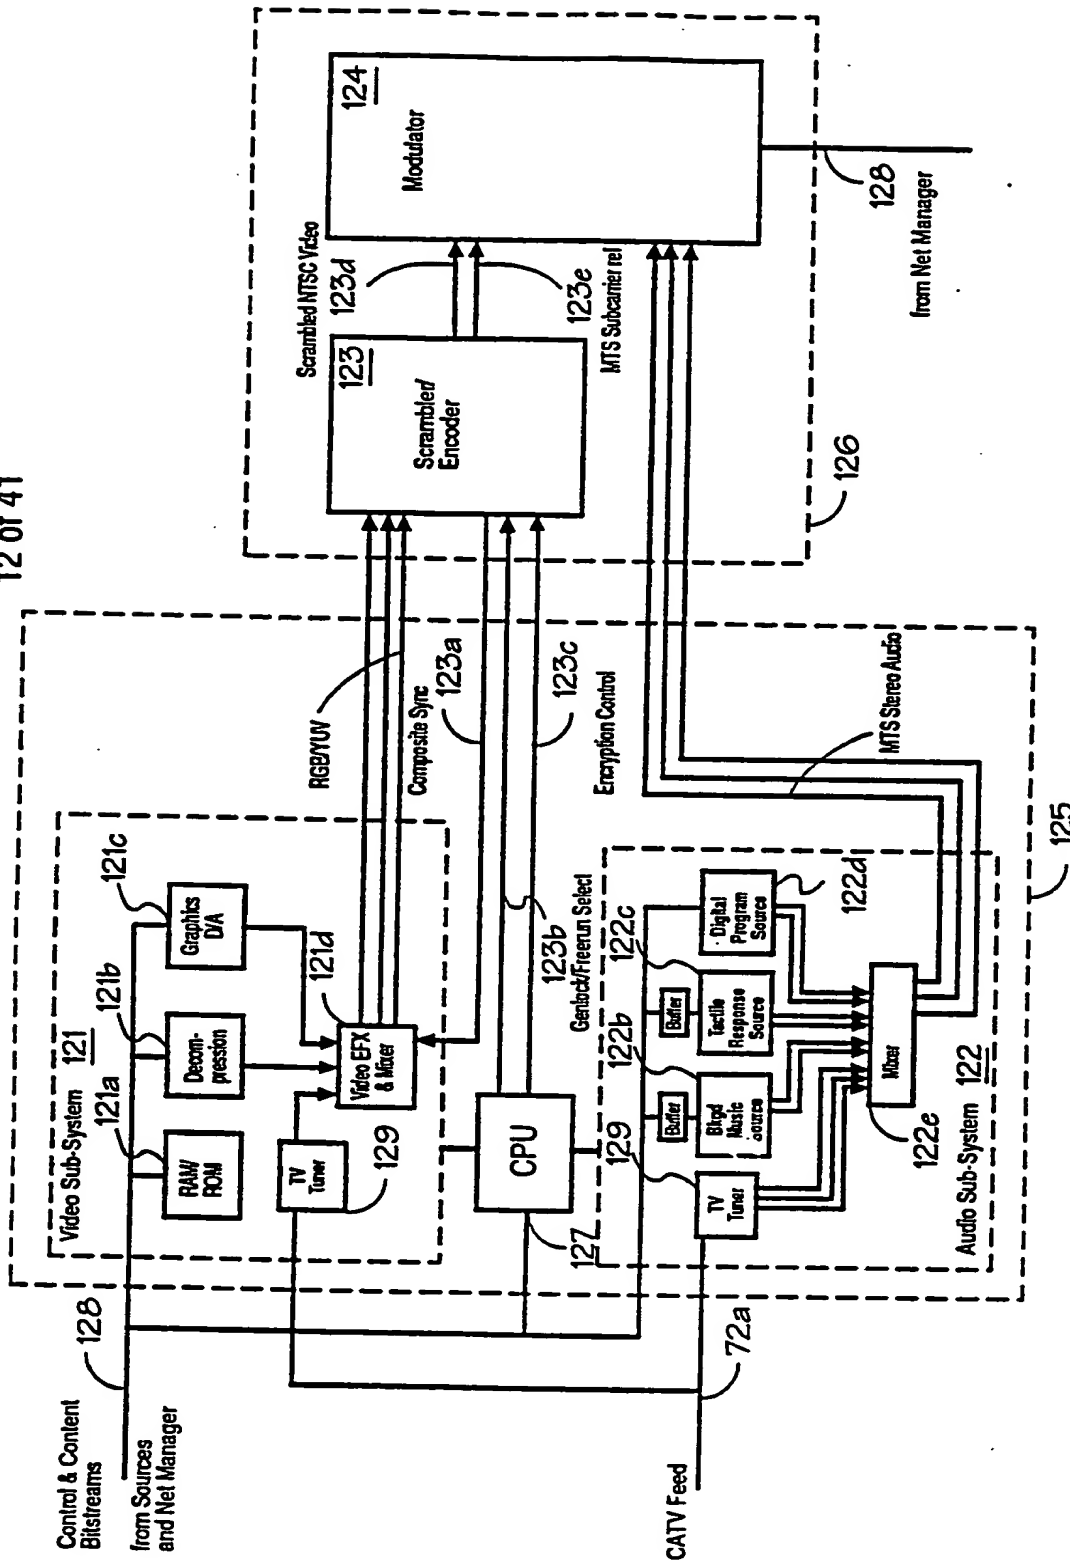 12 of 41
Control & Content
Bitstreams
from Sources
and Net Manager
128
Video Sub-System 121
121a
121b
121c
RAM/
ROM
Decom-
pression
Graphics
D/A
121d
TV
Tuner
129
Video EFX
& Mixer
RGB/YUV
Composite Sync
123a
CPU
127
123b
123c
Genlock/Freerun Select
Encryption Control
CATV Feed
72a
129
122b
122c
TV
Tuner
Buffer
Bkgd
Music
Source
Buffer
Tactile
Response
Source
Digital
Program
Source
122d
Mixer
122e
Audio Sub-System 122
MTS Stereo Audio
125
Scrambled NTSC Video
123
Scrambled/
Encoder
123d
123e
MTS Subcarrier ref
124
Modulator
126
128
from Net Manager